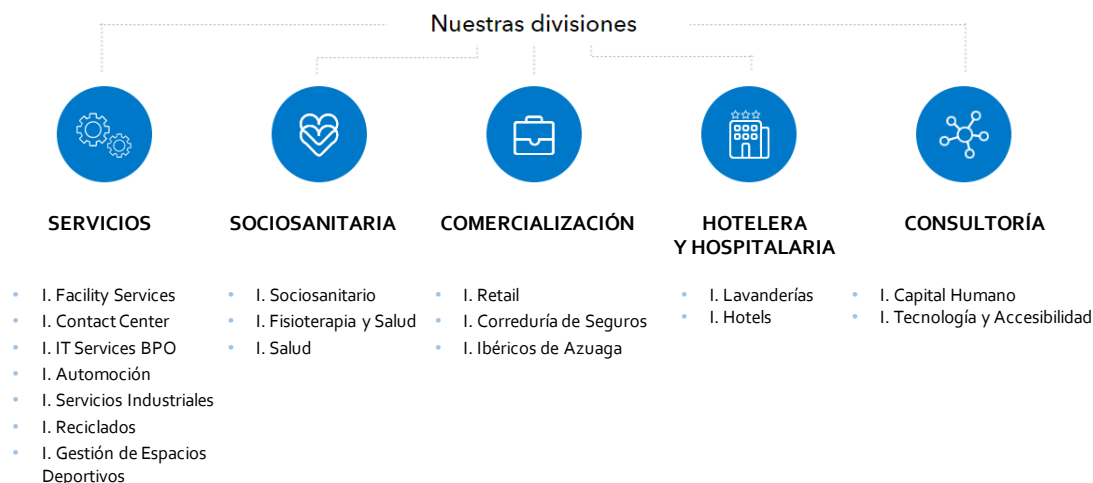 Nuestras divisiones
SERVICIOS
• I. Facility Services
• I. Contact Center
• I. IT Services BPO
• I. Automoción
• I. Servicios Industriales
• I. Reciclados
• I. Gestión de Espacios
Deportivos
SOCIOSANITARIA
• I. Sociosanitario
• I. Fisioterapia y Salud
• I. Salud
COMERCIALIZACIÓN
• I. Retail
• I. Correduría de Seguros
• I. Ibéricos de Azuaga
HOTELERA
Y HOSPITALARIA
• I. Lavanderías
• I. Hotels
CONSULTORÍA
• I. Capital Humano
• I. Tecnología y Accesibilidad